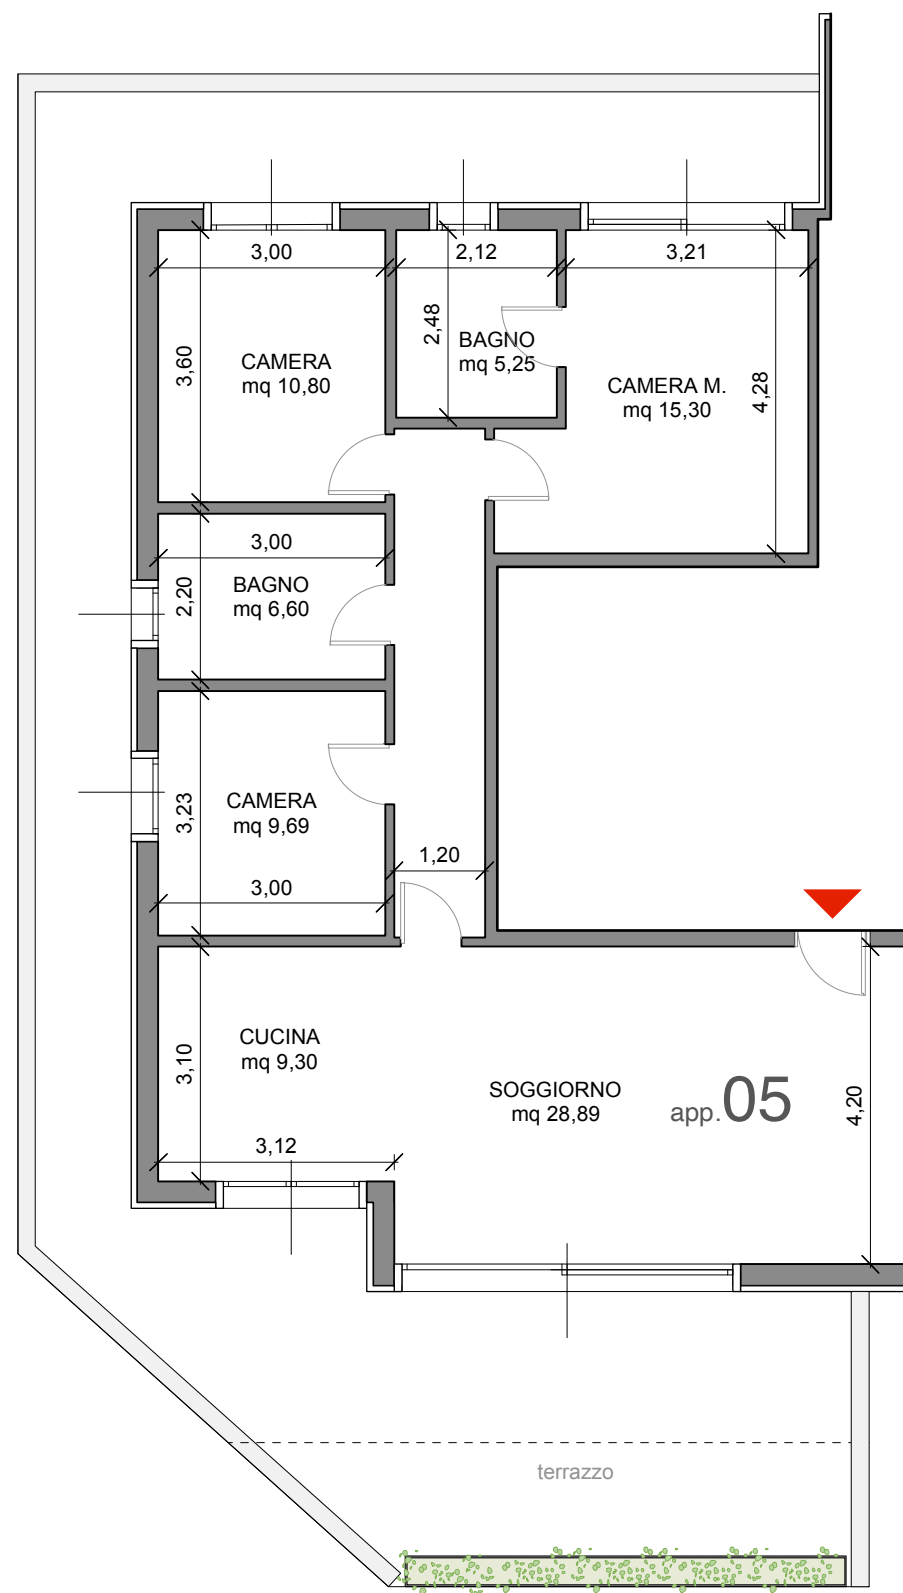 3,00
2,12
3,21
3,60
2,48
4,28
CAMERA
mq 10,80
BAGNO
mq 5,25
CAMERA M.
mq 15,30
3,00
2,20
BAGNO
mq 6,60
3,23
CAMERA
mq 9,69
1,20
3,00
3,10
CUCINA
mq 9,30
3,12
SOGGIORNO
mq 28,89
app.05
4,20
terrazzo